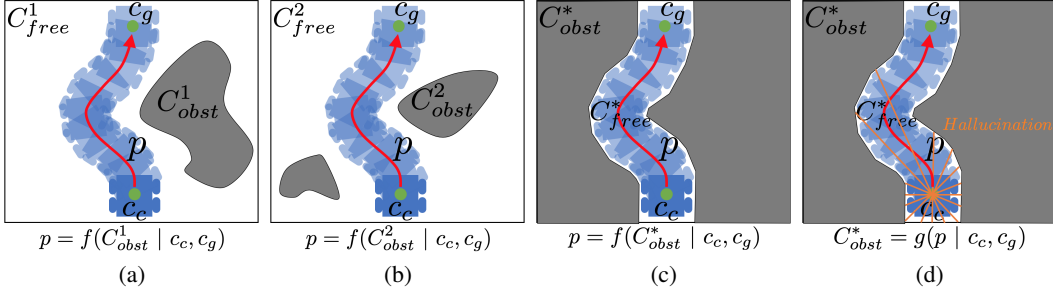 C^1_{free}
c_g
C^1_{obst}
p
c_c
p = f(C^1_{obst} | c_c, c_g)
(a)
C^2_{free}
c_g
C^2_{obst}
p
c_c
p = f(C^2_{obst} | c_c, c_g)
(b)
C^*_{obst}
c_g
C^*_{free}
p
c_c
p = f(C^*_{obst} | c_c, c_g)
(c)
C^*_{obst}
c_g
C^*_{free}
Hallucination
p
c_c
C^*_{obst} = g(p | c_c, c_g)
(d)